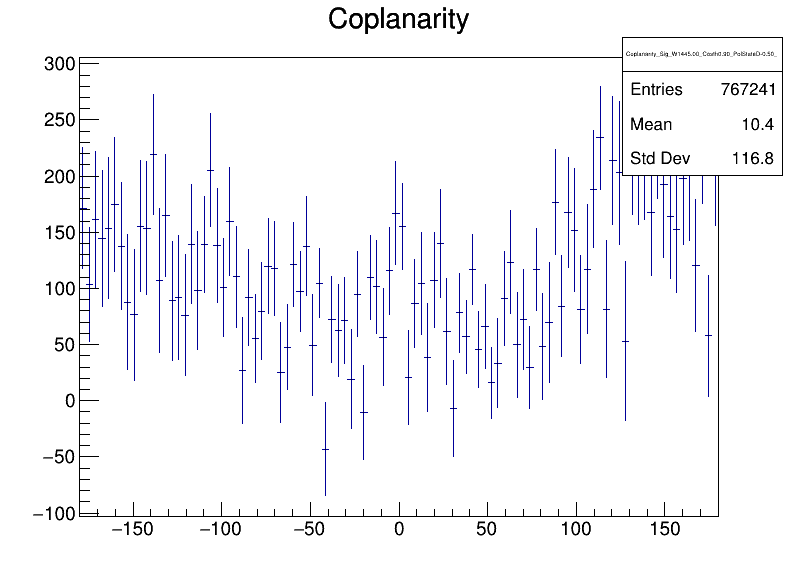 Coplanarity
Coplanarity_Sig_W1445.00_Costh0.90_PolStateD-0.50_
Entries 767241
Mean 10.4
Std Dev 116.8
300
250
200
150
100
50
0
−50
−100
−150 −100 −50 0 50 100 150